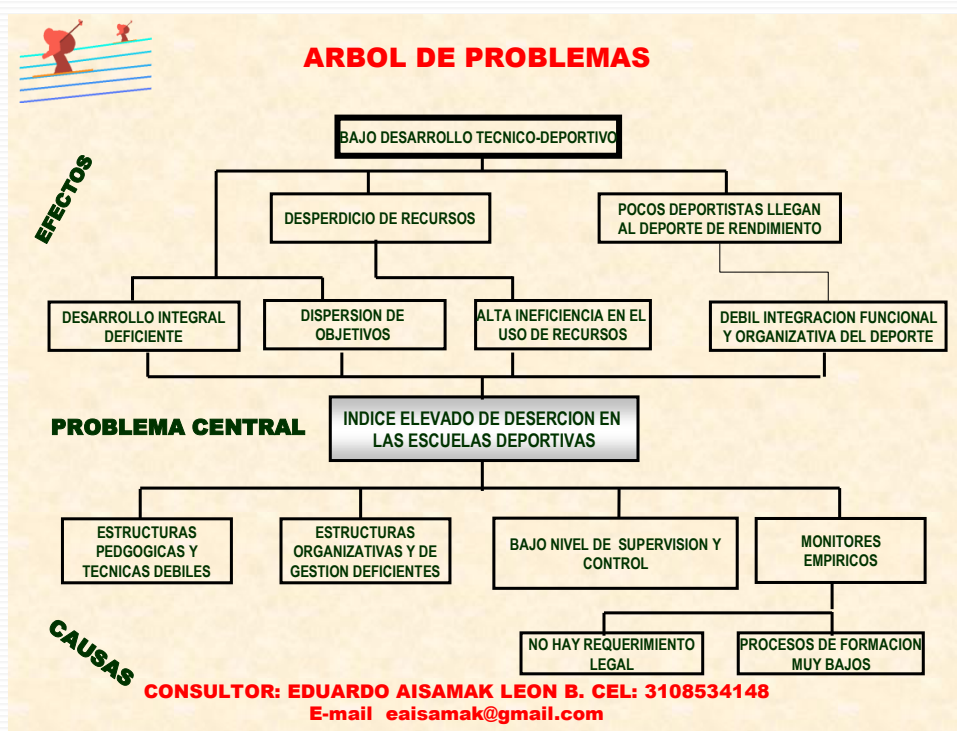 ARBOL DE PROBLEMAS
BAJO DESARROLLO TECNICO-DEPORTIVO
EFECTOS
DESPERDICIO DE RECURSOS
POCOS DEPORTISTAS LLEGAN
AL DEPORTE DE RENDIMIENTO
DESARROLLO INTEGRAL
DEFICIENTE
DISPERSION DE
OBJETIVOS
ALTA INEFICIENCIA EN EL
USO DE RECURSOS
DEBIL INTEGRACION FUNCIONAL
Y ORGANIZATIVA DEL DEPORTE
PROBLEMA CENTRAL
INDICE ELEVADO DE DESERCION EN
LAS ESCUELAS DEPORTIVAS
ESTRUCTURAS
PEDGOGICAS Y
TECNICAS DEBILES
ESTRUCTURAS
ORGANIZATIVAS Y DE
GESTION DEFICIENTES
BAJO NIVEL DE SUPERVISION Y
CONTROL
MONITORES
EMPIRICOS
CAUSAS
NO HAY REQUERIMIENTO
LEGAL
PROCESOS DE FORMACION
MUY BAJOS
CONSULTOR: EDUARDO AISAMAK LEON B. CEL: 3108534148
E-mail eaisamak@gmail.com